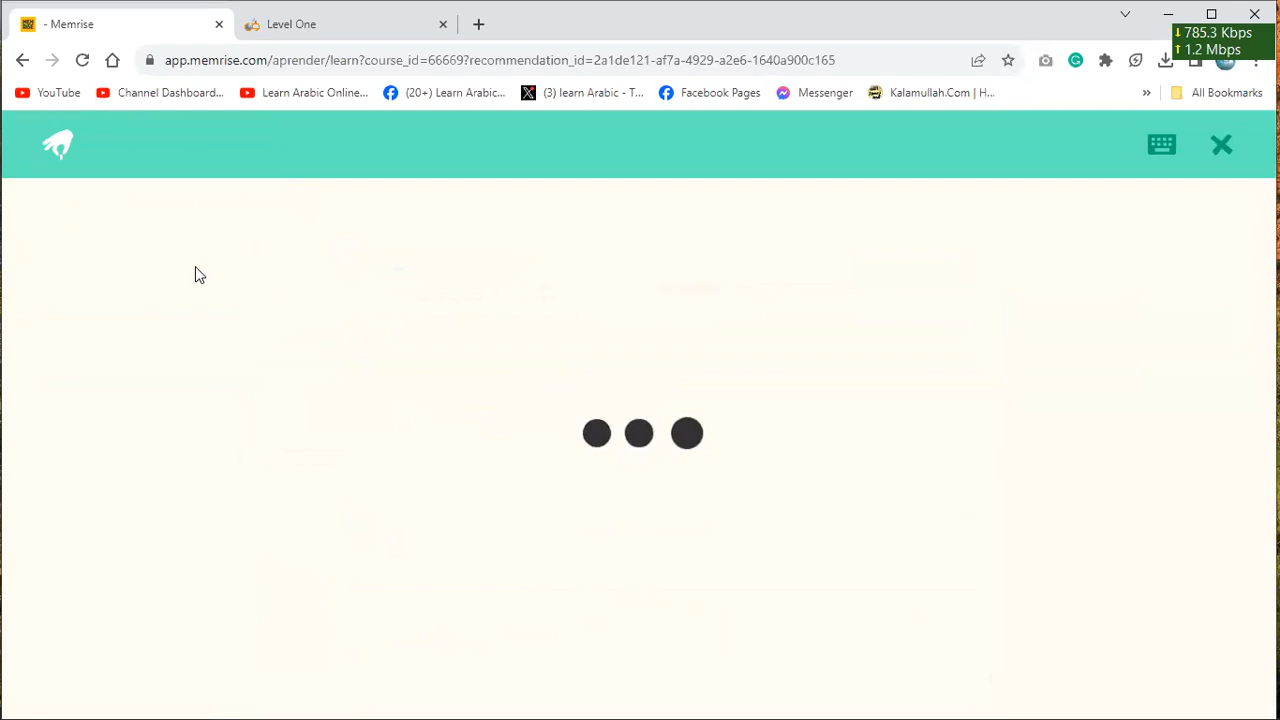 - Memrise
Level One
785.3 Kbps
1.2 Mbps
app.memrise.com/aprender/learn?course_id=66669!recommendation_id=2a1de121-af7a-4929-a2e6-1640a900c165
YouTube
Channel Dashboard...
Learn Arabic Online...
(20+) Learn Arabic...
(3) learn Arabic - T...
Facebook Pages
Messenger
Kalamullah.Com | H...
»
All Bookmarks